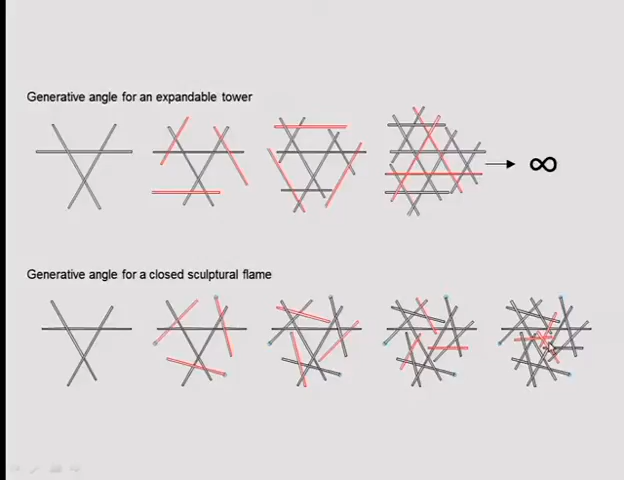 Generative angle for an expandable tower
∞
Generative angle for a closed sculptural flame